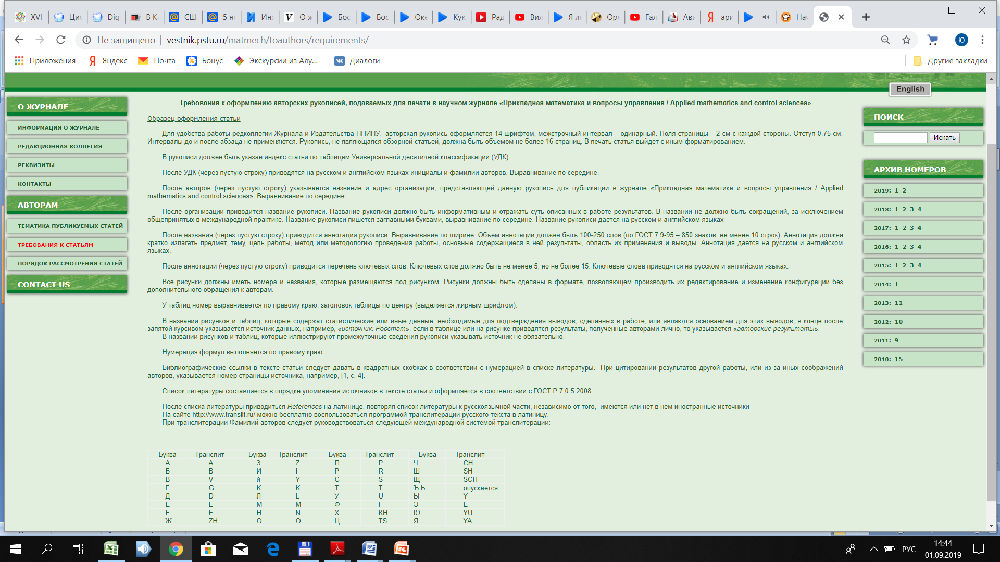 XVI
Цис
Dig
В Ка
СШ
5 но
Инж
О ж
Бос
Бос
Оке
Кук
Рад
Вил
Я лю
Оре
Гал
Ави
ари
Нач
Не защищено | vestnik.pstu.ru/matmech/toauthors/requirements/
Ю
Приложения
Яндекс
Почта
Бонус
Экскурсии из Алу...
Диалоги
Другие закладки
English
О ЖУРНАЛЕ
ИНФОРМАЦИЯ О ЖУРНАЛЕ
РЕДАКЦИОННАЯ КОЛЛЕГИЯ
РЕКВИЗИТЫ
КОНТАКТЫ
АВТОРАМ
ТЕМАТИКА ПУБЛИКУЕМЫХ СТАТЕЙ
ТРЕБОВАНИЯ К СТАТЬЯМ
ПОРЯДОК РАССМОТРЕНИЯ СТАТЕЙ
CONTACT US
Требования к оформлению авторских рукописей, подаваемых для печати в научном журнале «Прикладная математика и вопросы управления / Applied mathematics and control sciences»
Образец оформления статьи
Для удобства работы редколлегии Журнала и Издательства ПНИПУ, авторская рукопись оформляется 14 шрифтом, межстрочный интервал – одинарный. Поля страницы – 2 см с каждой стороны. Отступ 0,75 см.
Интервалы до и после абзаца не применяются. Рукопись, не являющаяся обзорной статьей, должна быть объемом не более 16 страниц. В печать статья выйдет с иным форматированием.
В рукописи должен быть указан индекс статьи по таблицам Универсальной десятичной классификации (УДК).
После УДК (через пустую строку) приводятся на русском и английском языках инициалы и фамилии авторов. Выравнивание по середине.
После авторов (через пустую строку) указывается название и адрес организации, представляющей данную рукопись для публикации в журнале «Прикладная математика и вопросы управления / Applied
mathematics and control sciences». Выравнивание по середине.
После организации приводится название рукописи. Название рукописи должно быть информативным и отражать суть описанных в работе результатов. В названии не должно быть сокращений, за исключением
общепринятых в международной практике. Название рукописи пишется заглавными буквами, выравнивание по середине. Название рукописи дается на русском и английском языках
После названия (через пустую строку) приводится аннотация рукописи. Выравнивание по ширине. Объем аннотации должен быть 100-250 слов (по ГОСТ 7.9-95 – 850 знаков, не менее 10 строк). Аннотация должна
кратко излагать предмет, тему, цель работы, метод или методологию проведения работы, основные содержащиеся в ней результаты, область их применения и выводы. Аннотация дается на русском и английском
языках.
После аннотации (через пустую строку) приводится перечень ключевых слов. Ключевых слов должно быть не менее 5, но не более 15. Ключевые слова приводятся на русском и английском языках.
Все рисунки должны иметь номера и названия, которые размещаются под рисунком. Рисунки должны быть сделаны в формате, позволяющем производить их редактирование и изменение конфигурации без
дополнительного обращения к авторам.
У таблиц номер выравнивается по правому краю, заголовок таблицы по центру (выделяется жирным шрифтом).
В названии рисунков и таблиц, которые содержат статистические или иные данные, необходимые для подтверждения выводов, сделанных в работе, или являются основанием для этих выводов, в конце после
запятой курсивом указывается источник данных, например, «источник: Росстат», если в таблице или на рисунке приводятся результаты, полученные авторами лично, то указывается «авторские результаты».
В названии рисунков и таблиц, которые иллюстрируют промежуточные сведения рукописи указывать источник не обязательно.
Нумерация формул выполняется по правому краю.
Библиографические ссылки в тексте статьи следует давать в квадратных скобках в соответствии с нумерацией в списке литературы. При цитировании результатов другой работы, или из-за иных соображений
авторов, указывается номер страницы источника, например, [1, с. 4].
Список литературы составляется в порядке упоминания источников в тексте статьи и оформляется в соответствии с ГОСТ Р 7.0.5 2008.
После списка литературы приводиться References на латинице, повторяя список литературы к русскоязычной части, независимо от того, имеются или нет в нем иностранные источники
На сайте http://www.translit.ru/ можно бесплатно воспользоваться программой транслитерации русского текста в латиницу.
При транслитерации Фамилий авторов следует руководствоваться следующей международной системой транслитерации:
Буква Транслит Буква Транслит Буква Транслит Буква Транслит
А A З Z П P Ч CH
Б B И I Р R Ш SH
В V й Y С S Щ SCH
Г G К K Т T Ъ,Ь опускается
Д D Л L У U Ы Y
Е E М M Ф F Э E
Ё E Н N Х KH Ю YU
Ж ZH О O Ц TS Я YA
ПОИСК
Искать
АРХИВ НОМЕРОВ
2019: 1 2
2018: 1 2 3 4
2017: 1 2 3 4
2016: 1 2 3 4
2015: 1 2 3 4
2014: 1
2013: 11
2012: 10
2011: 9
2010: 15
РУС
14:44
01.09.2019